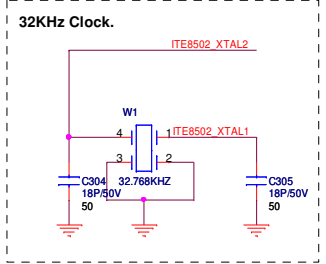 32KHz Clock.
ITE8502_XTAL2
W1
4
1
ITE8502_XTAL1
3
2
C304
18P/50V
50
32.768KHZ
C305
18P/50V
50